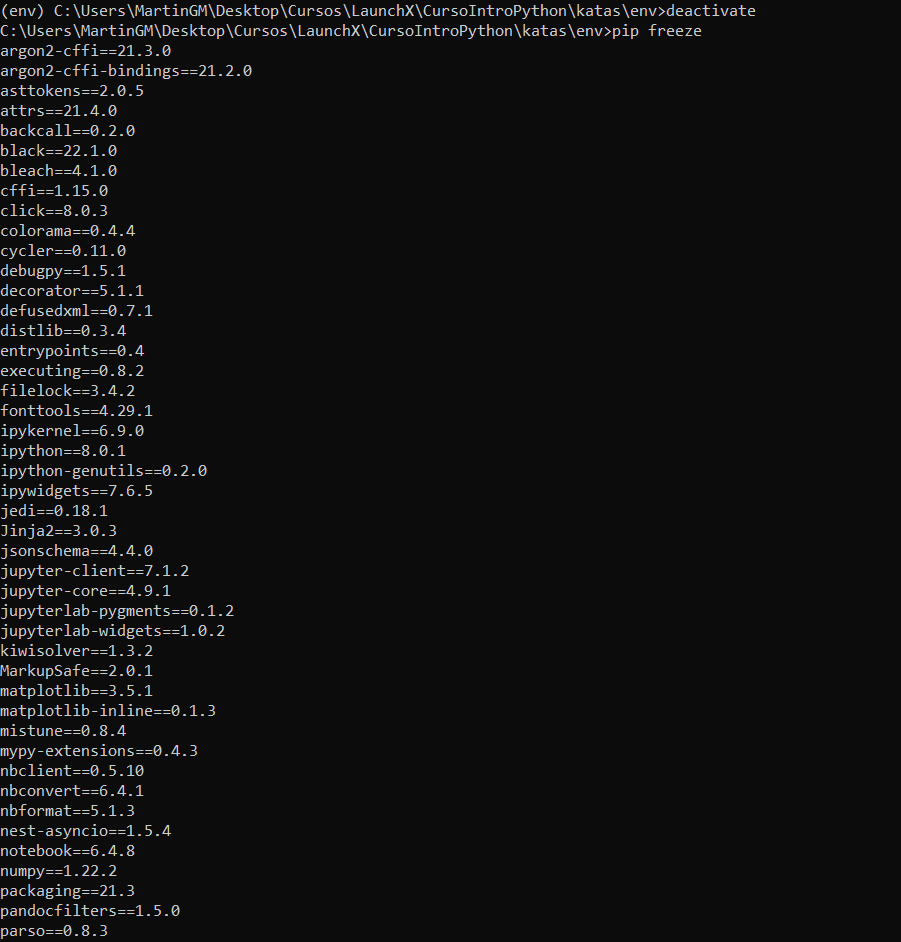 (env) C:\Users\MartinGM\Desktop\Cursos\LaunchX\CursoIntroPython\katas\env>deactivate
C:\Users\MartinGM\Desktop\Cursos\LaunchX\CursoIntroPython\katas\env>pip freeze
argon2-cffi==21.3.0
argon2-cffi-bindings==21.2.0
asttokens==2.0.5
attrs==21.4.0
backcall==0.2.0
black==22.1.0
bleach==4.1.0
cffi==1.15.0
click==8.0.3
colorama==0.4.4
cycler==0.11.0
debugpy==1.5.1
decorator==5.1.1
defusedxml==0.7.1
distlib==0.3.4
entrypoints==0.4
executing==0.8.2
filelock==3.4.2
fonttools==4.29.1
ipykernel==6.9.0
ipython==8.0.1
ipython-genutils==0.2.0
ipywidgets==7.6.5
jedi==0.18.1
Jinja2==3.0.3
jsonschema==4.4.0
jupyter-client==7.1.2
jupyter-core==4.9.1
jupyterlab-pygments==0.1.2
jupyterlab-widgets==1.0.2
kiwisolver==1.3.2
MarkupSafe==2.0.1
matplotlib==3.5.1
matplotlib-inline==0.1.3
mistune==0.8.4
mypy-extensions==0.4.3
nbclient==0.5.10
nbconvert==6.4.1
nbformat==5.1.3
nest-asyncio==1.5.4
notebook==6.4.8
numpy==1.22.2
packaging==21.3
pandocfilters==1.5.0
parso==0.8.3